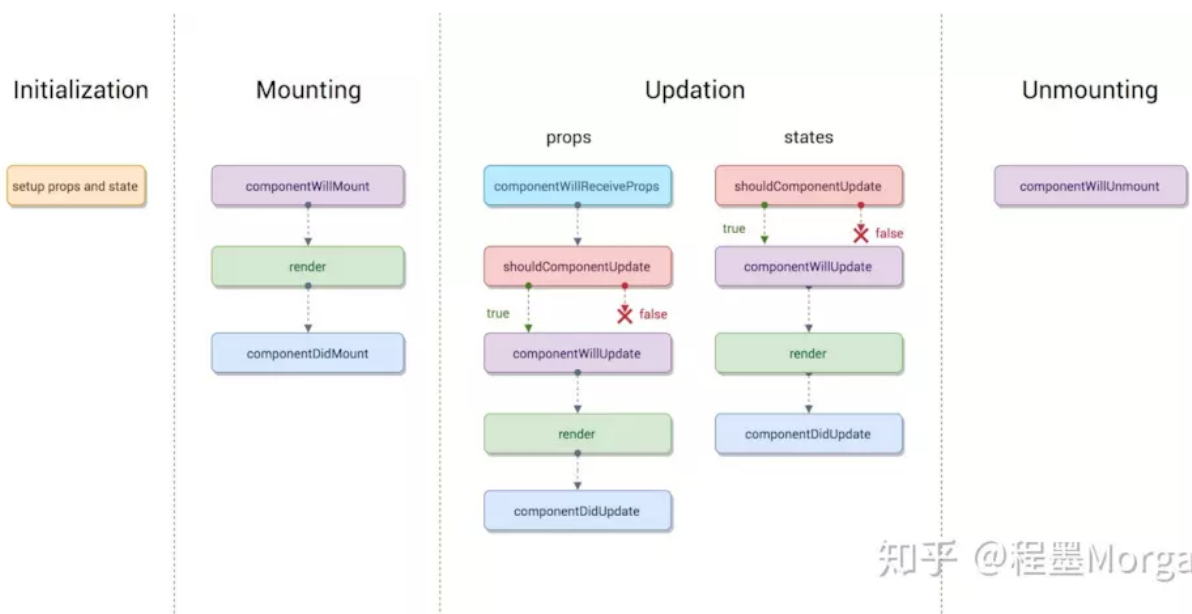 Initialization
setup props and state
Mounting
componentWillMount
render
componentDidMount
Updation
props
componentWillReceiveProps
shouldComponentUpdate
true
false
componentWillUpdate
render
componentDidUpdate
states
shouldComponentUpdate
true
false
componentWillUpdate
render
componentDidUpdate
Unmounting
componentWillUnmount
知乎 @程墨Morga